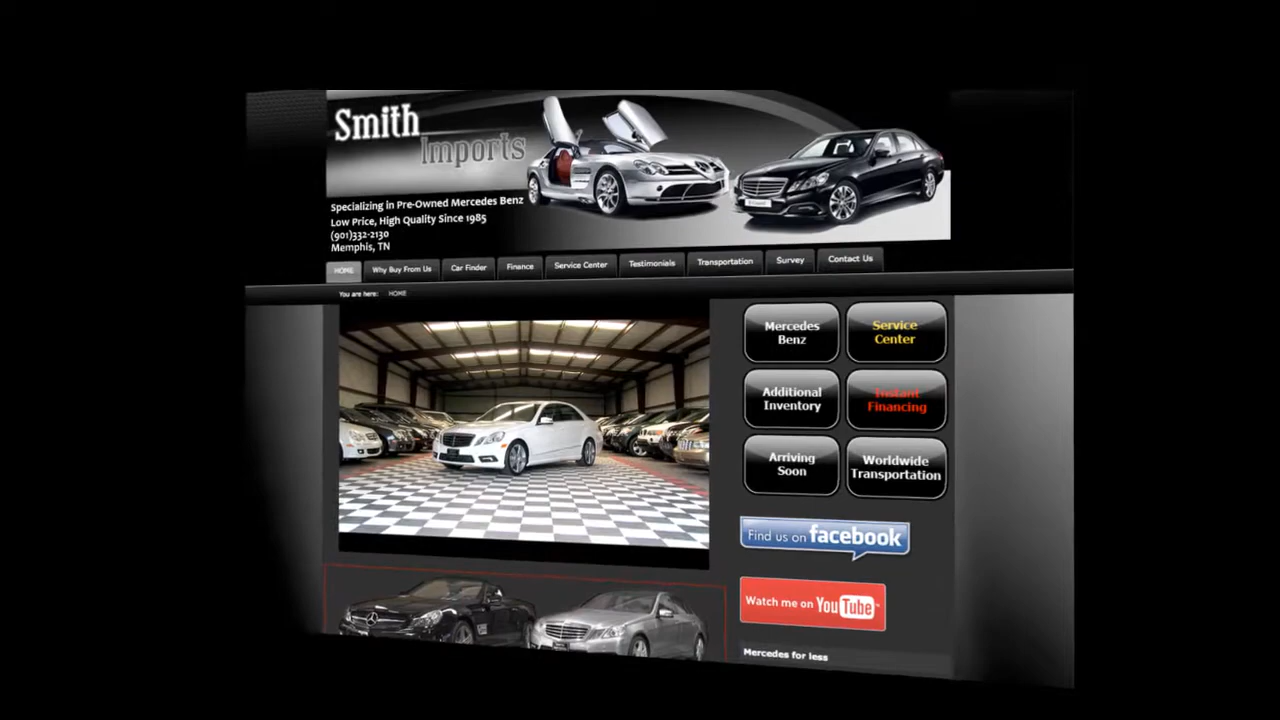 Smith
Imports
Specializing in Pre-Owned Mercedes Benz
Low Price, High Quality Since 1985
(901)332-2130
Memphis, TN
HOME
Why Buy From Us
Car Finder
Finance
Service Center
Testimonials
Transportation
Survey
Contact Us
You are here: HOME
Mercedes
Benz
Service
Center
Additional
Inventory
Instant
Financing
Arriving
Soon
Worldwide
Transportation
Find us on facebook
Watch me on YouTube
Mercedes for less